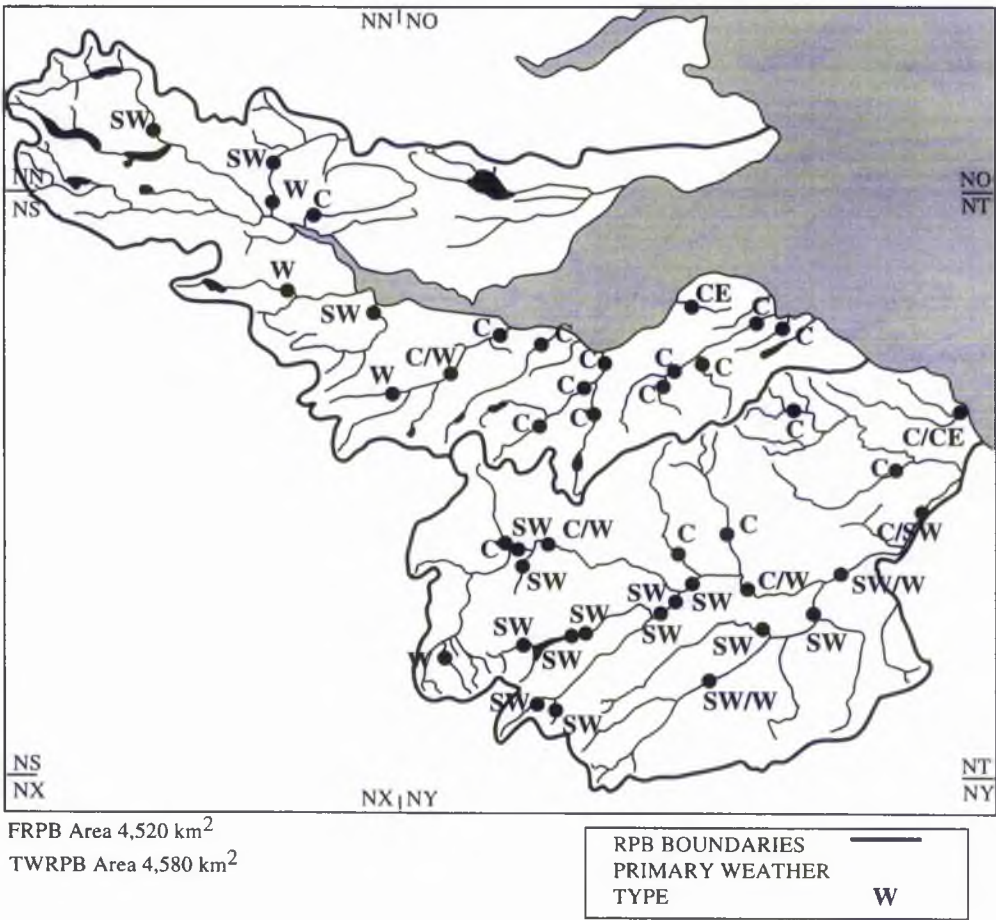 NN NO
SW
SW
NN
NS
W
C
NO
NT
W
SW
CE
C
C
C
C
C/W
C
C
C
W
C
C
C
C
C/CE
C
SW
C/W
C
C
C
C/SW
SW
C/W
SW/W
SW
SW
SW
SW
SW
SW
SW
SW
W
SW/W
SW
SW
NS
NX
NX NY
NT
NY
FRPB Area 4,520 km²
TWRPB Area 4,580 km²
RPB BOUNDARIES
PRIMARY WEATHER
TYPE W